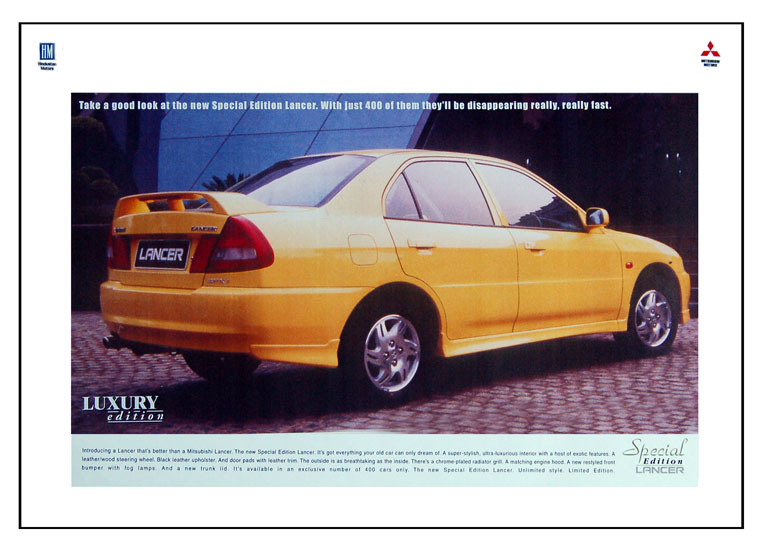 HM
Hindustan
Motors
MITSUBISHI
MOTORS
Take a good look at the new Special Edition Lancer. With just 400 of them they'll be disappearing really, really fast.
LANCER
LUXURY
edition
Introducing a Lancer that's better than a Mitsubishi Lancer. The new Special Edition Lancer. It's got everything your old car can only dream of. A super-stylish, ultra-luxurious interior with a host of exotic features. A
leather/wood steering wheel. Black leather upholster. And door pads with leather trim. The outside is as breathtaking as the inside. There's a chrome-plated radiator grill. A matching engine hood. A new restyled front
bumper with fog lamps. And a new trunk lid. It's available in an exclusive number of 400 cars only. The new Special Edition Lancer. Unlimited style. Limited Edition.
Special
Edition
LANCER